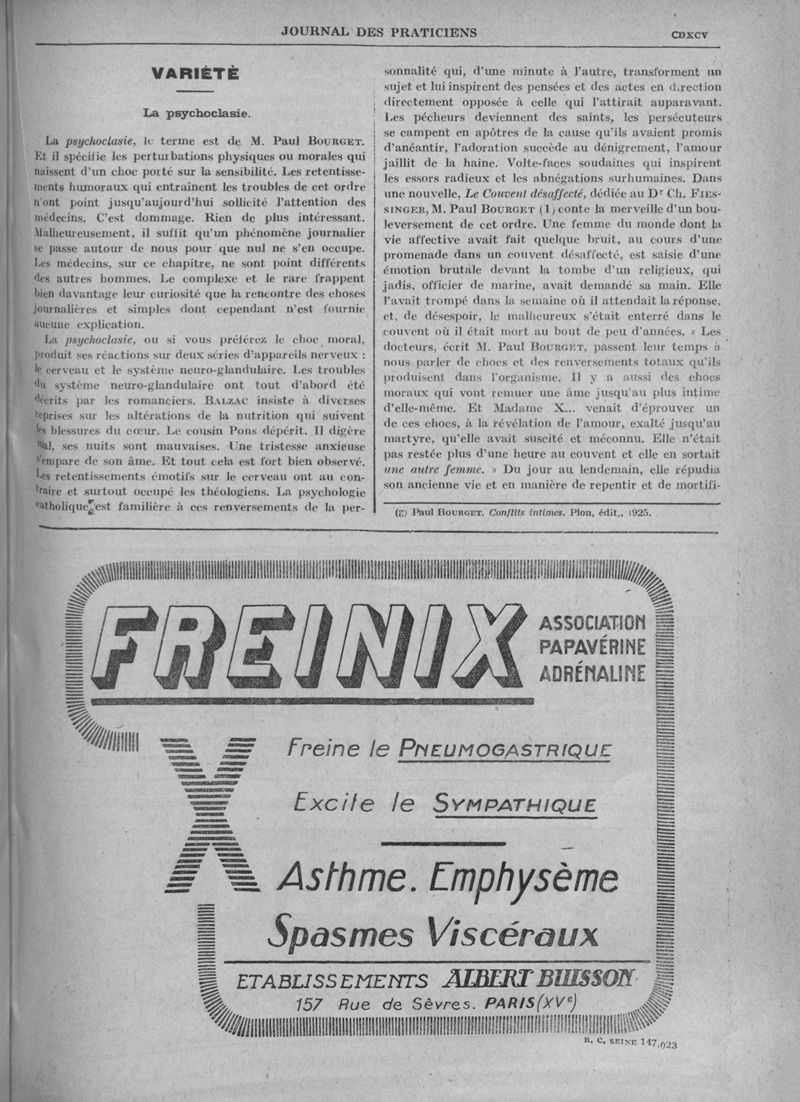 JOURNAL DES PRATICIENS
CDXCV
VARIÉTÉ
La psychoclasie.
La psychoclasie, le terme est de M. Paul BOURGET.
Et il spécifie les perturbations physiques ou morales qui
naissent d'un choc porté sur la sensibilité. Les retentisse-
ments humoraux qui entraînent les troubles de cet ordre
n'ont point jusqu'aujourd'hui sollicité l'attention des
médecins. C'est dommage. Rien de plus intéressant.
Malheureusement, il suffit qu'un phénomène journalier
se passe autour de nous pour que nul ne s'en occupe.
Les médecins, sur ce chapitre, ne sont point différents
des autres hommes. Le complexe et le rare frappent
bien davantage leur curiosité que la rencontre des choses
journalières et simples dont cependant n'est fournie
aucune explication.
La psychoclasie, ou si vous préférez le choc moral,
produit ses réactions sur deux séries d'appareils nerveux :
le cerveau et le système neuro-glandulaire. Les troubles
du système neuro-glandulaire ont tout d'abord été
décrits par les romanciers. BALZAC insiste à diverses
reprises sur les altérations de la nutrition qui suivent
les blessures du cœur. Le cousin Pons dépérit. Il digère
mal, ses nuits sont mauvaises. Une tristesse anxieuse
s'empare de son âme. Et tout cela est fort bien observé.
Les retentissements émotifs sur le cerveau ont au con-
traire et surtout occupé les théologiens. La psychologie
catholique est familière à ces renversements de la per-
sonnalité qui, d'une minute à l'autre, transforment un
sujet et lui inspirent des pensées et des actes en direction
directement opposée à celle qui l'attirait auparavant.
Les pécheurs deviennent des saints, les persécuteurs
se campent en apôtres de la cause qu'ils avaient promis
d'anéantir, l'adoration succède au dénigrement, l'amour
jaillit de la haine. Volte-faces soudaines qui inspirent
les essors radieux et les abnégations surhumaines. Dans
une nouvelle, Le Couvent désaffecté, dédiée au Dr Ch. FIES-
SINGER, M. Paul BOURGET (1) conte la merveille d'un bou-
leversement de cet ordre. Une femme du monde dont la
vie affective avait fait quelque bruit, au cours d'une
promenade dans un couvent désaffecté, est saisie d'une
émotion brutale devant la tombe d'un religieux, qui
jadis, officier de marine, avait demandé sa main. Elle
l'avait trompé dans la semaine où il attendait la réponse,
et, de désespoir, le malheureux s'était enterré dans le
couvent où il était mort au bout de peu d'années. « Les
docteurs, écrit M. Paul BOURGET, passent leur temps à
nous parler de chocs et des renversements totaux qu'ils
produisent dans l'organisme. Il y a aussi des chocs
moraux qui vont remuer une âme jusqu'au plus intime
d'elle-même. Et Madame X... venait d'éprouver un
de ces chocs, à la révélation de l'amour, exalté jusqu'au
martyre, qu'elle avait suscité et méconnu. Elle n'était
pas restée plus d'une heure au couvent et elle en sortait
une autre femme. » Du jour au lendemain, elle répudia
son ancienne vie et en manière de repentir et de mortifi-
Paul BOURGET. Conflits intimes. Plon, édit., 1925.
FREINIX
ASSOCIATION
PAPAVÉRINE
ADRÉNALINE
X
Freine le PNEUMOGASTRIQUE
Excite le SYMPATHIQUE
Asthme. Emphysème
Spasmes Viscéraux
ETABLISSEMENTS ALBERT BUISSON
157 Rue de Sèvres. PARIS (XVe)
R. C. SEINE 147.023